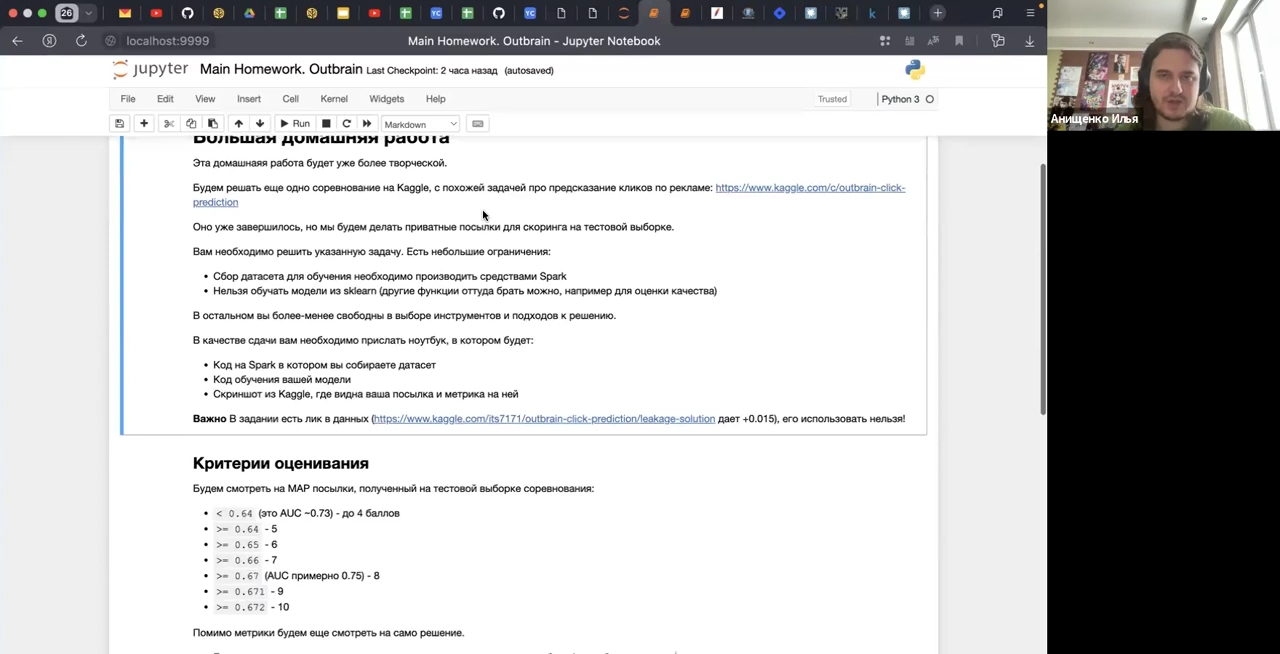 26
localhost:9999
Main Homework. Outbrain - Jupyter Notebook
jupyter Main Homework. Outbrain Last Checkpoint: 2 часа назад (autosaved)
File Edit View Insert Cell Kernel Widgets Help
Trusted Python 3
Run Markdown
Большая домашняя работа
Эта домашнаяя работа будет уже более творческой.
Будем решать еще одно соревнование на Kaggle, с похожей задачей про предсказание кликов по рекламе: https://www.kaggle.com/c/outbrain-click-
prediction
Оно уже завершилось, но мы будем делать приватные посылки для скоринга на тестовой выборке.
Вам необходимо решить указанную задачу. Есть небольшие ограничения:
• Сбор датасета для обучения необходимо производить средствами Spark
• Нельзя обучать модели из sklearn (другие функции оттуда брать можно, например для оценки качества)
В остальном вы более-менее свободны в выборе инструментов и подходов к решению.
В качестве сдачи вам необходимо прислать ноутбук, в котором будет:
• Код на Spark в котором вы собираете датасет
• Код обучения вашей модели
• Скриншот из Kaggle, где видна ваша посылка и метрика на ней
Важно В задании есть лик в данных (https://www.kaggle.com/its7171/outbrain-click-prediction/leakage-solution дает +0.015), его использовать нельзя!
Критерии оценивания
Будем смотреть на MAP посылки, полученный на тестовой выборке соревнования:
• < 0.64 (это AUC ~0.73) - до 4 баллов
• >= 0.64 - 5
• >= 0.65 - 6
• >= 0.66 - 7
• >= 0.67 (AUC примерно 0.75) - 8
• >= 0.671 - 9
• >= 0.672 - 10
Помимо метрики будем еще смотреть на само решение.
Анищенко Илья